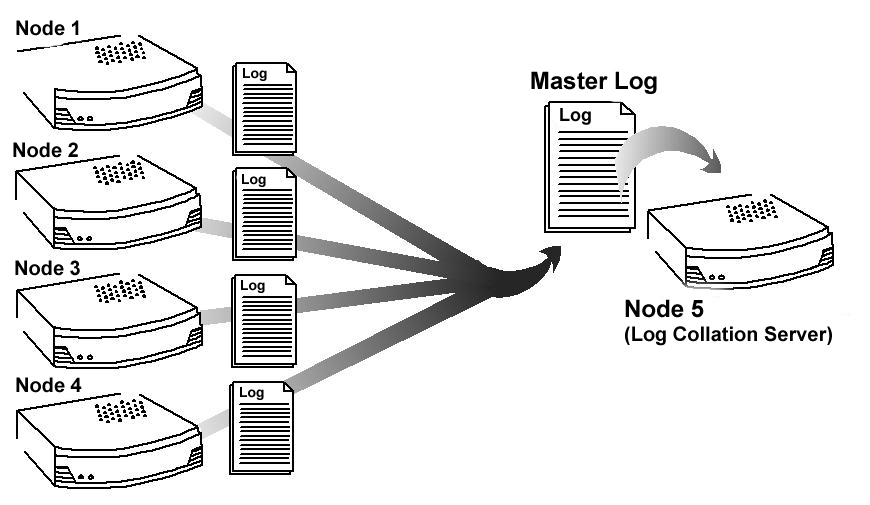 Node 1
Log
Master Log
Log
Node 2
Log
Node 3
Log
Node 5
(Log Collation Server)
Node 4
Log